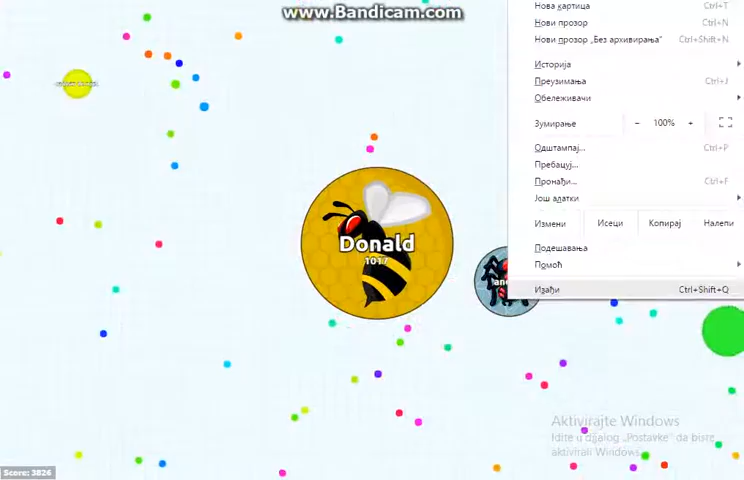 www.Bandicam.com
Нова картица Ctrl+T
Нови прозор Ctrl+N
Нови прозор „Без архивирања“ Ctrl+Shift+N
Историја
Преузимања Ctrl+J
Обележивачи
Зумирање − 100% +
Одштампај... Ctrl+P
Пребацуј...
Пронађи... Ctrl+F
Још алатки
Измени Исеци Копирај Налепи
Подешавања
Помоћ
Изађи Ctrl+Shift+Q
Donald
1017
Aktivirajte Windows
Idite u dijalog „Postavke“ da biste
aktivirali Windows.
Score: 3826